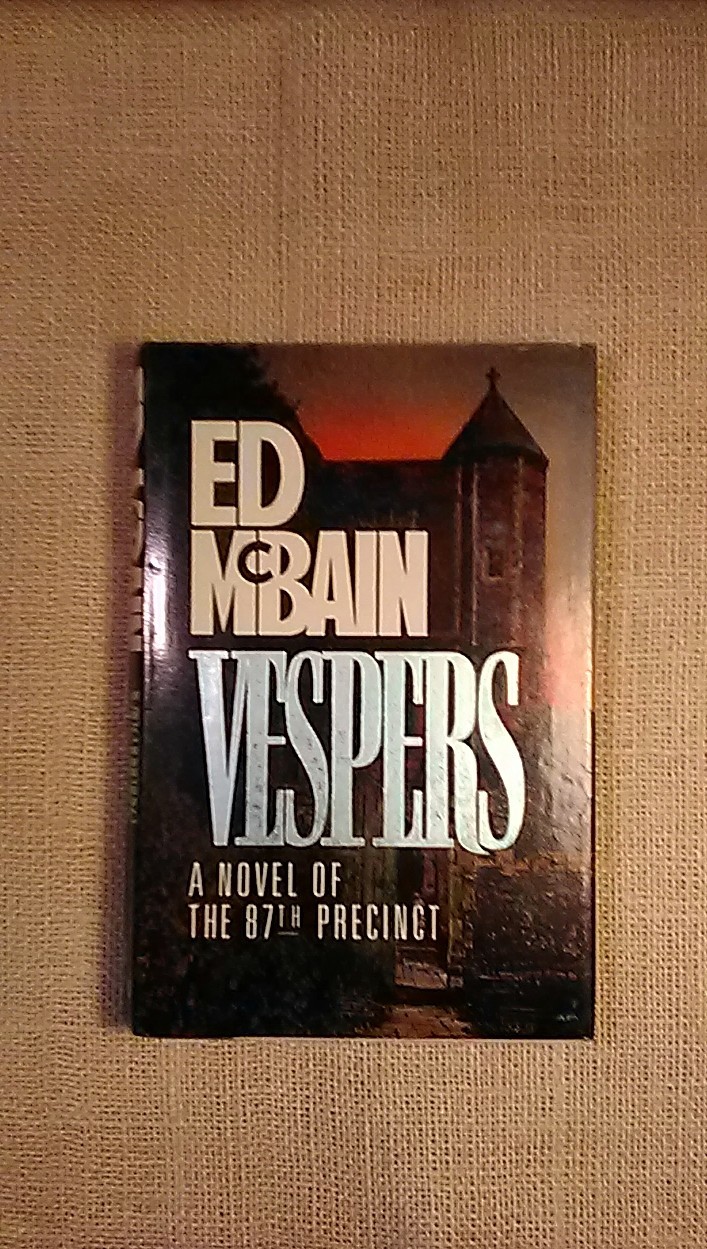 ED
McBAIN
VESPERS
A NOVEL OF
THE 87TH PRECINCT